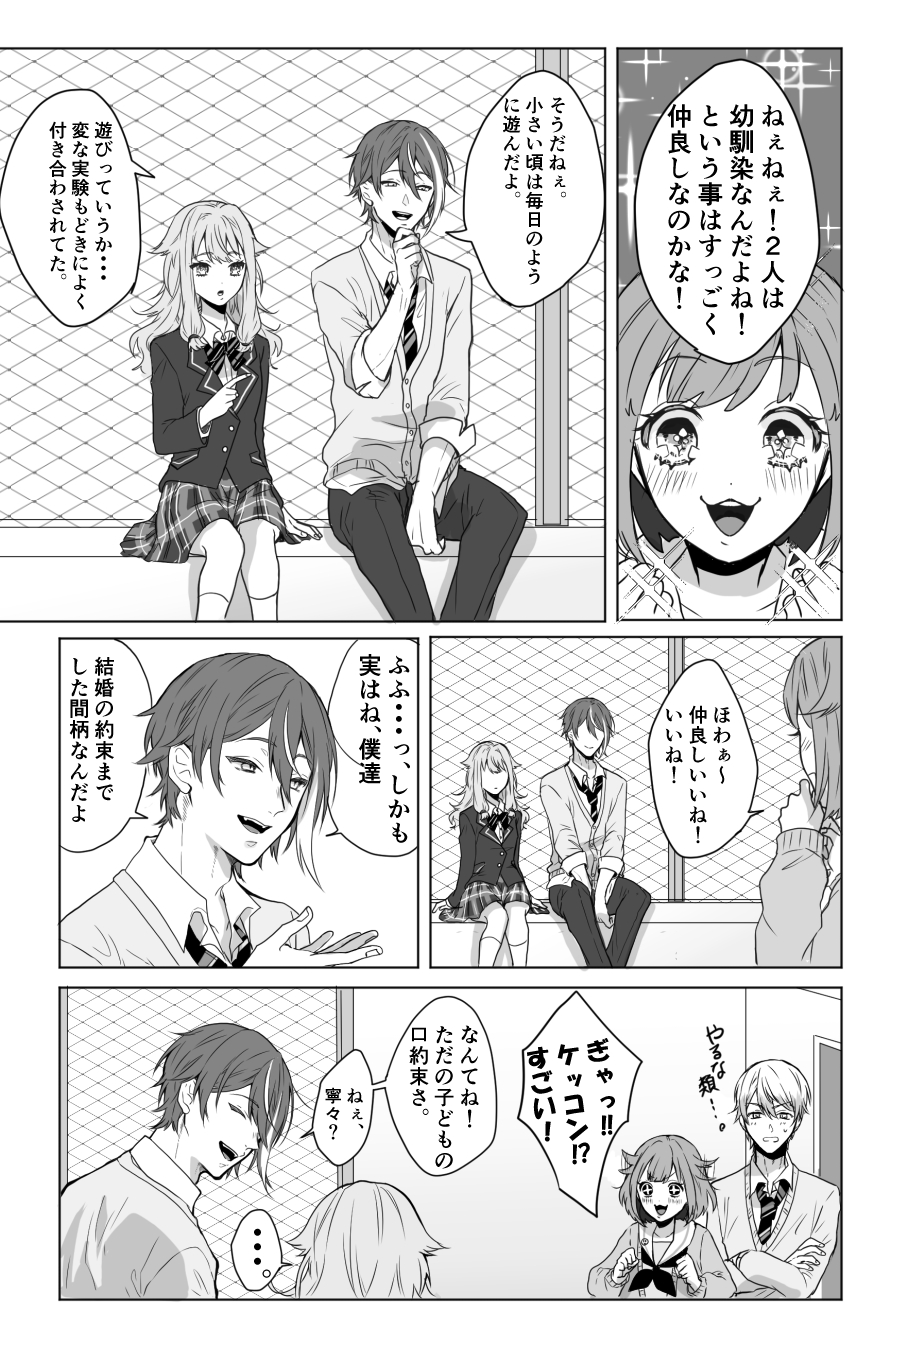 ねぇねぇ！２人は
幼馴染なんだよね！
という事はすっごく
仲良しなのかな！
そうだねぇ。
小さい頃は毎日のよう
に遊んだよ。
遊びっていうか・・・
変な実験もどきによく
付き合わされてた。
ほわぁ〜
仲良しいいね！
いいね！
ふふ・・・っ、しかも
実はね、僕達
結婚の約束まで
した間柄なんだよ
やるな
類・・・。
ぎゃっ!!
ケッコン!?
すごい！
なんてね！
ただの子どもの
口約束さ。
ねぇ、
寧々？
・・・。